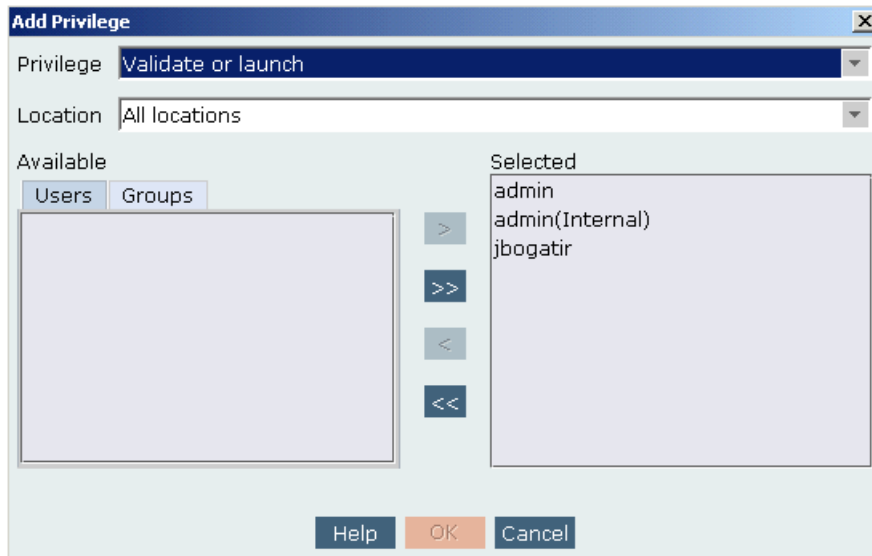 Add Privilege
Privilege Validate or launch
Location All locations
Available
Users Groups
Selected
admin
admin(Internal)
jbogatir
>
>>
<
<<
Help OK Cancel